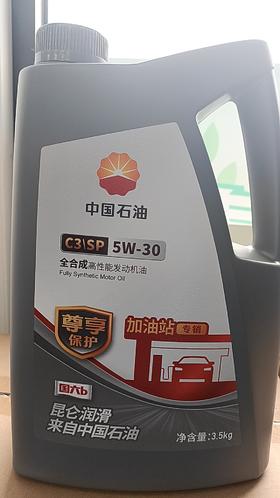 中国石油
C3\SP 5W-30
全合成高性能发动机油
Fully Synthetic Motor Oil
尊享
保护
加油站 专销
国六b
昆仑润滑
来自中国石油
净含量:3.5kg